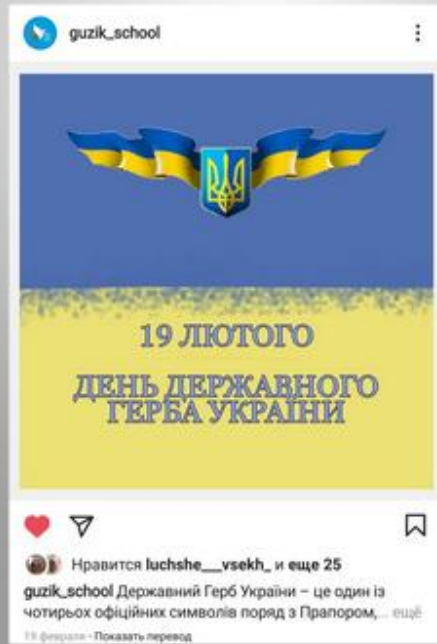 guzik_school
19 ЛЮТОГО
ДЕНЬ ДЕРЖАВНОГО
ГЕРБА УКРАЇНИ
Нравится luchshe___vsekh_ и еще 25
guzik_school Державний Герб України – це один із
чотирьох офіційних символів поряд з Прапором,... ещё
19 февраля • Показать перевод